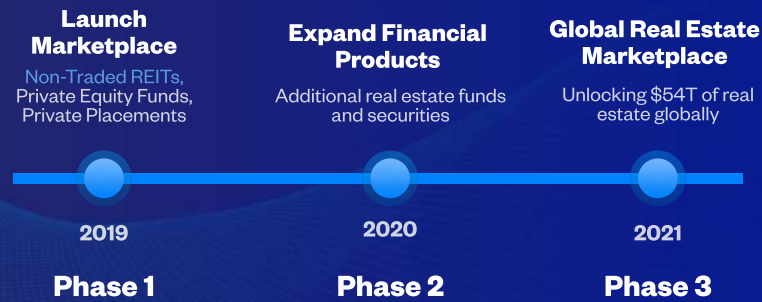 Launch
Marketplace
Non-Traded REITs,
Private Equity Funds,
Private Placements
2019
Phase 1
Expand Financial
Products
Additional real estate funds
and securities
2020
Phase 2
Global Real Estate
Marketplace
Unlocking $54T of real
estate globally
2021
Phase 3